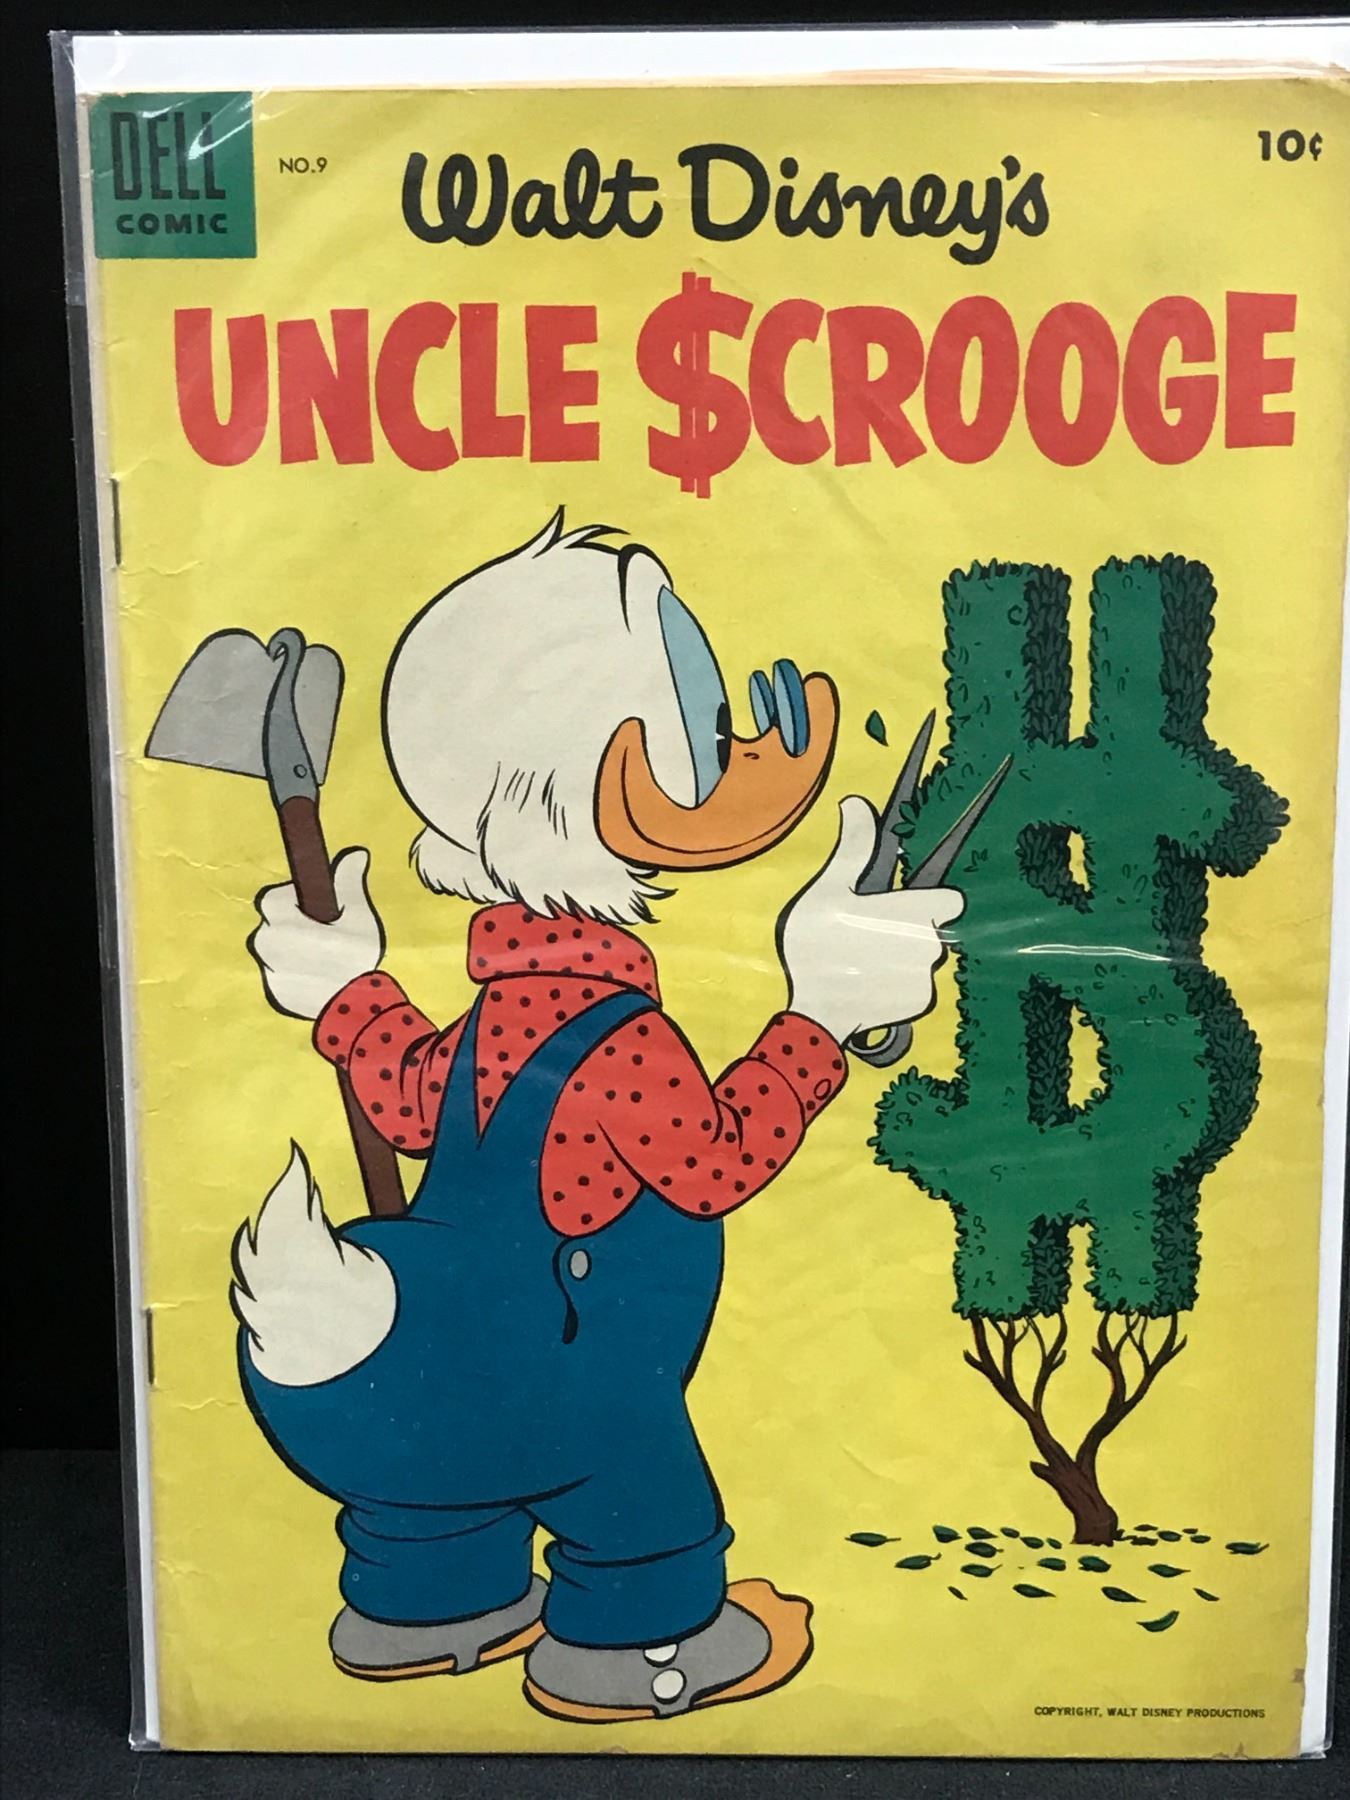 DELL
COMIC
NO.9
10¢
Walt Disney's
UNCLE $CROOGE
COPYRIGHT, WALT DISNEY PRODUCTIONS